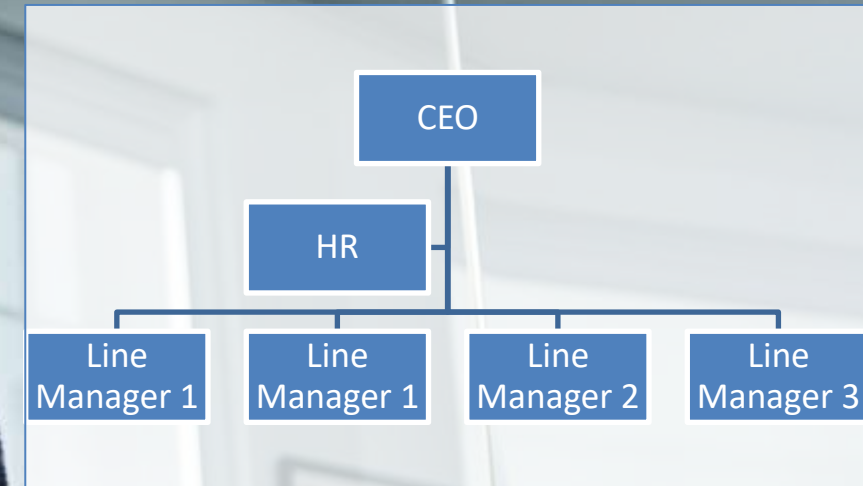 CEO
HR
Line
Manager 1
Line
Manager 1
Line
Manager 2
Line
Manager 3